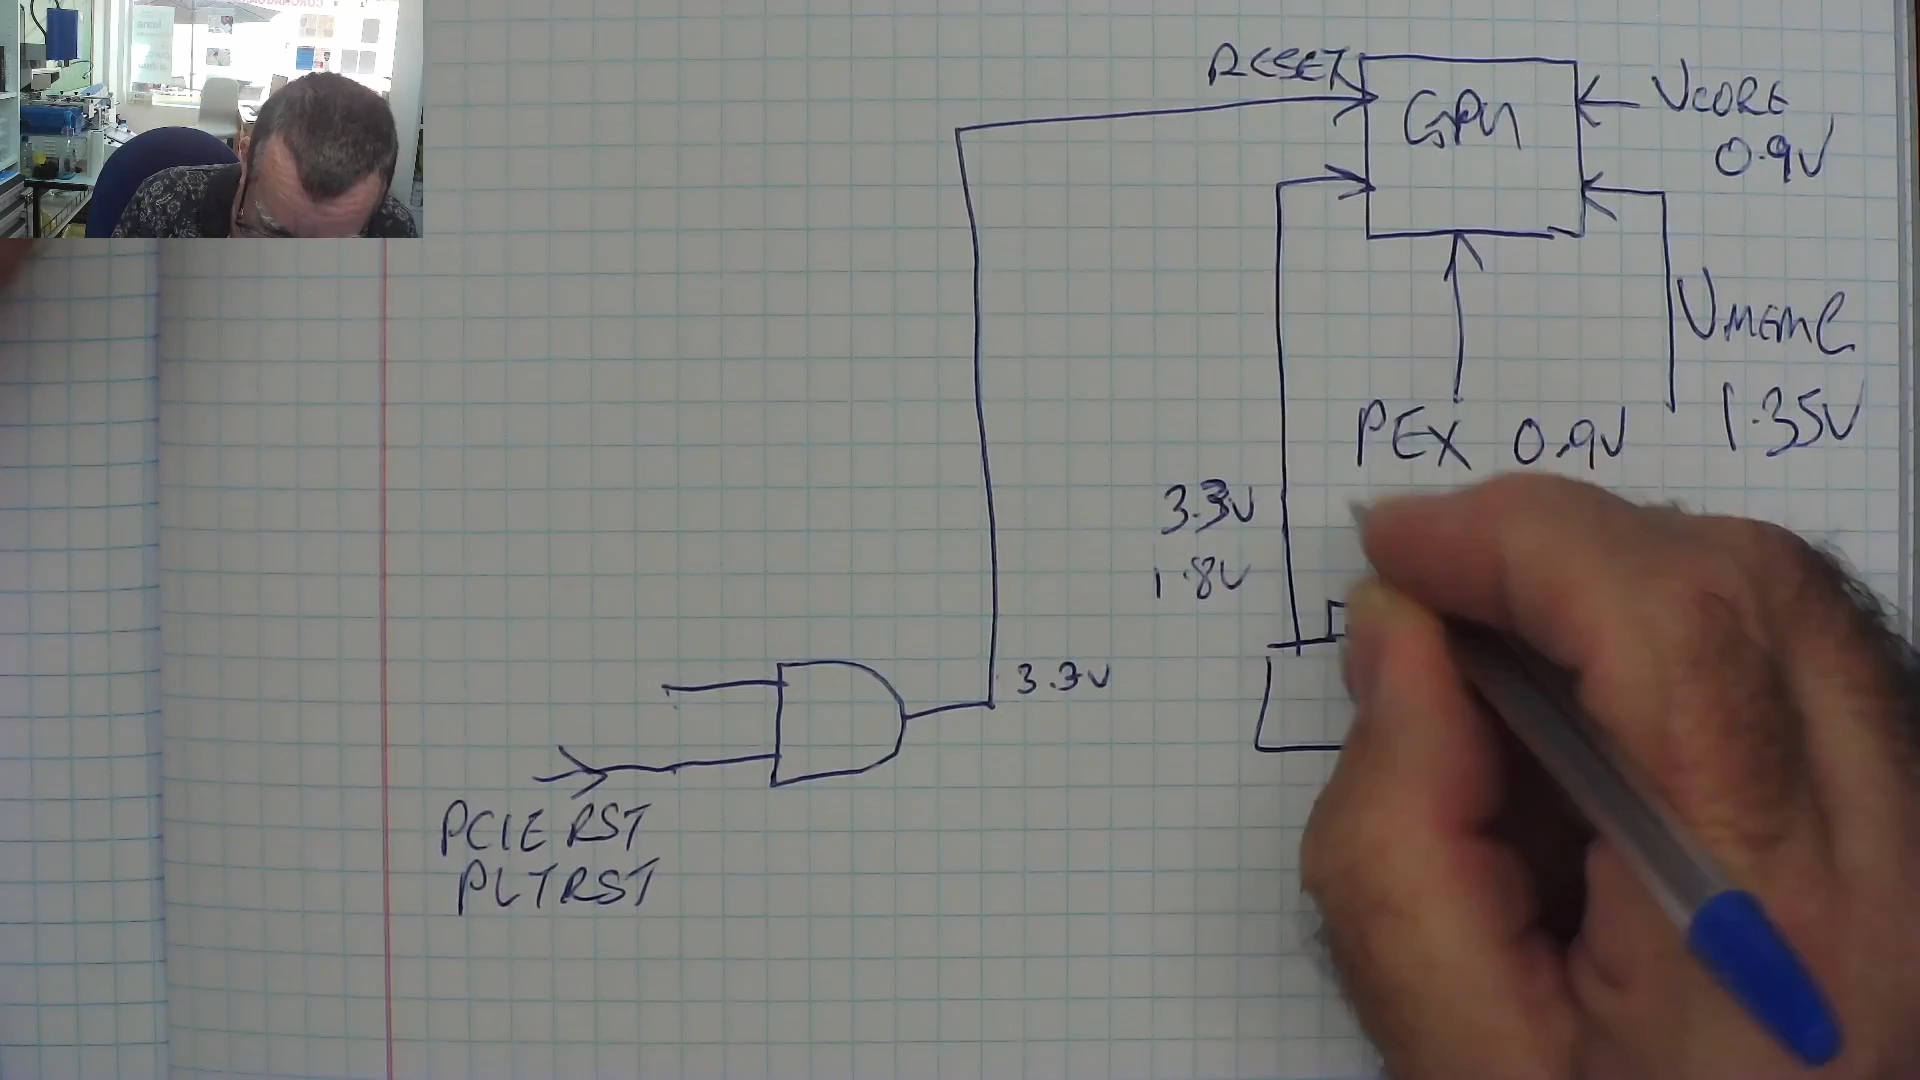 RESET
GPU
VCORE
0.9V
VMEMC
1.35V
PEX 0.9V
3.3V
1.8V
3.3V
PCIE RST
PLTRST